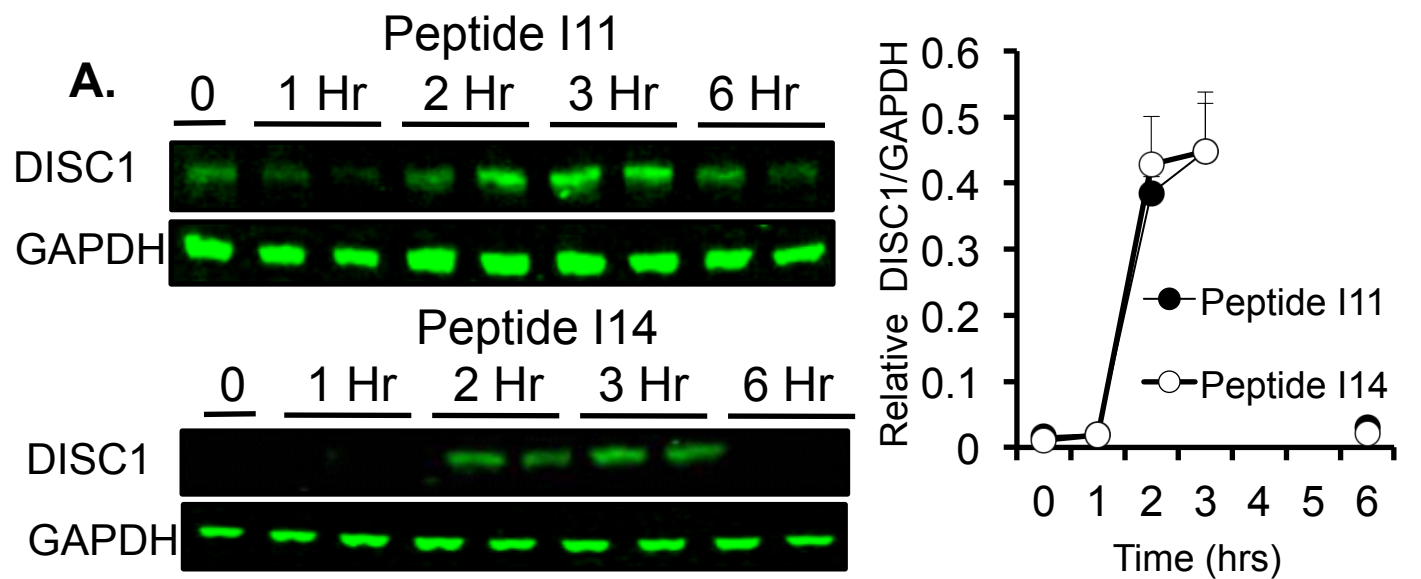 A.
Peptide I11
0 1 Hr 2 Hr 3 Hr 6 Hr
DISC1
GAPDH
Peptide I14
0 1 Hr 2 Hr 3 Hr 6 Hr
DISC1
GAPDH
Relative DISC1/GAPDH
0.6
0.5
0.4
0.3
0.2
0.1
0
Peptide I11
Peptide I14
0 1 2 3 4 5 6
Time (hrs)